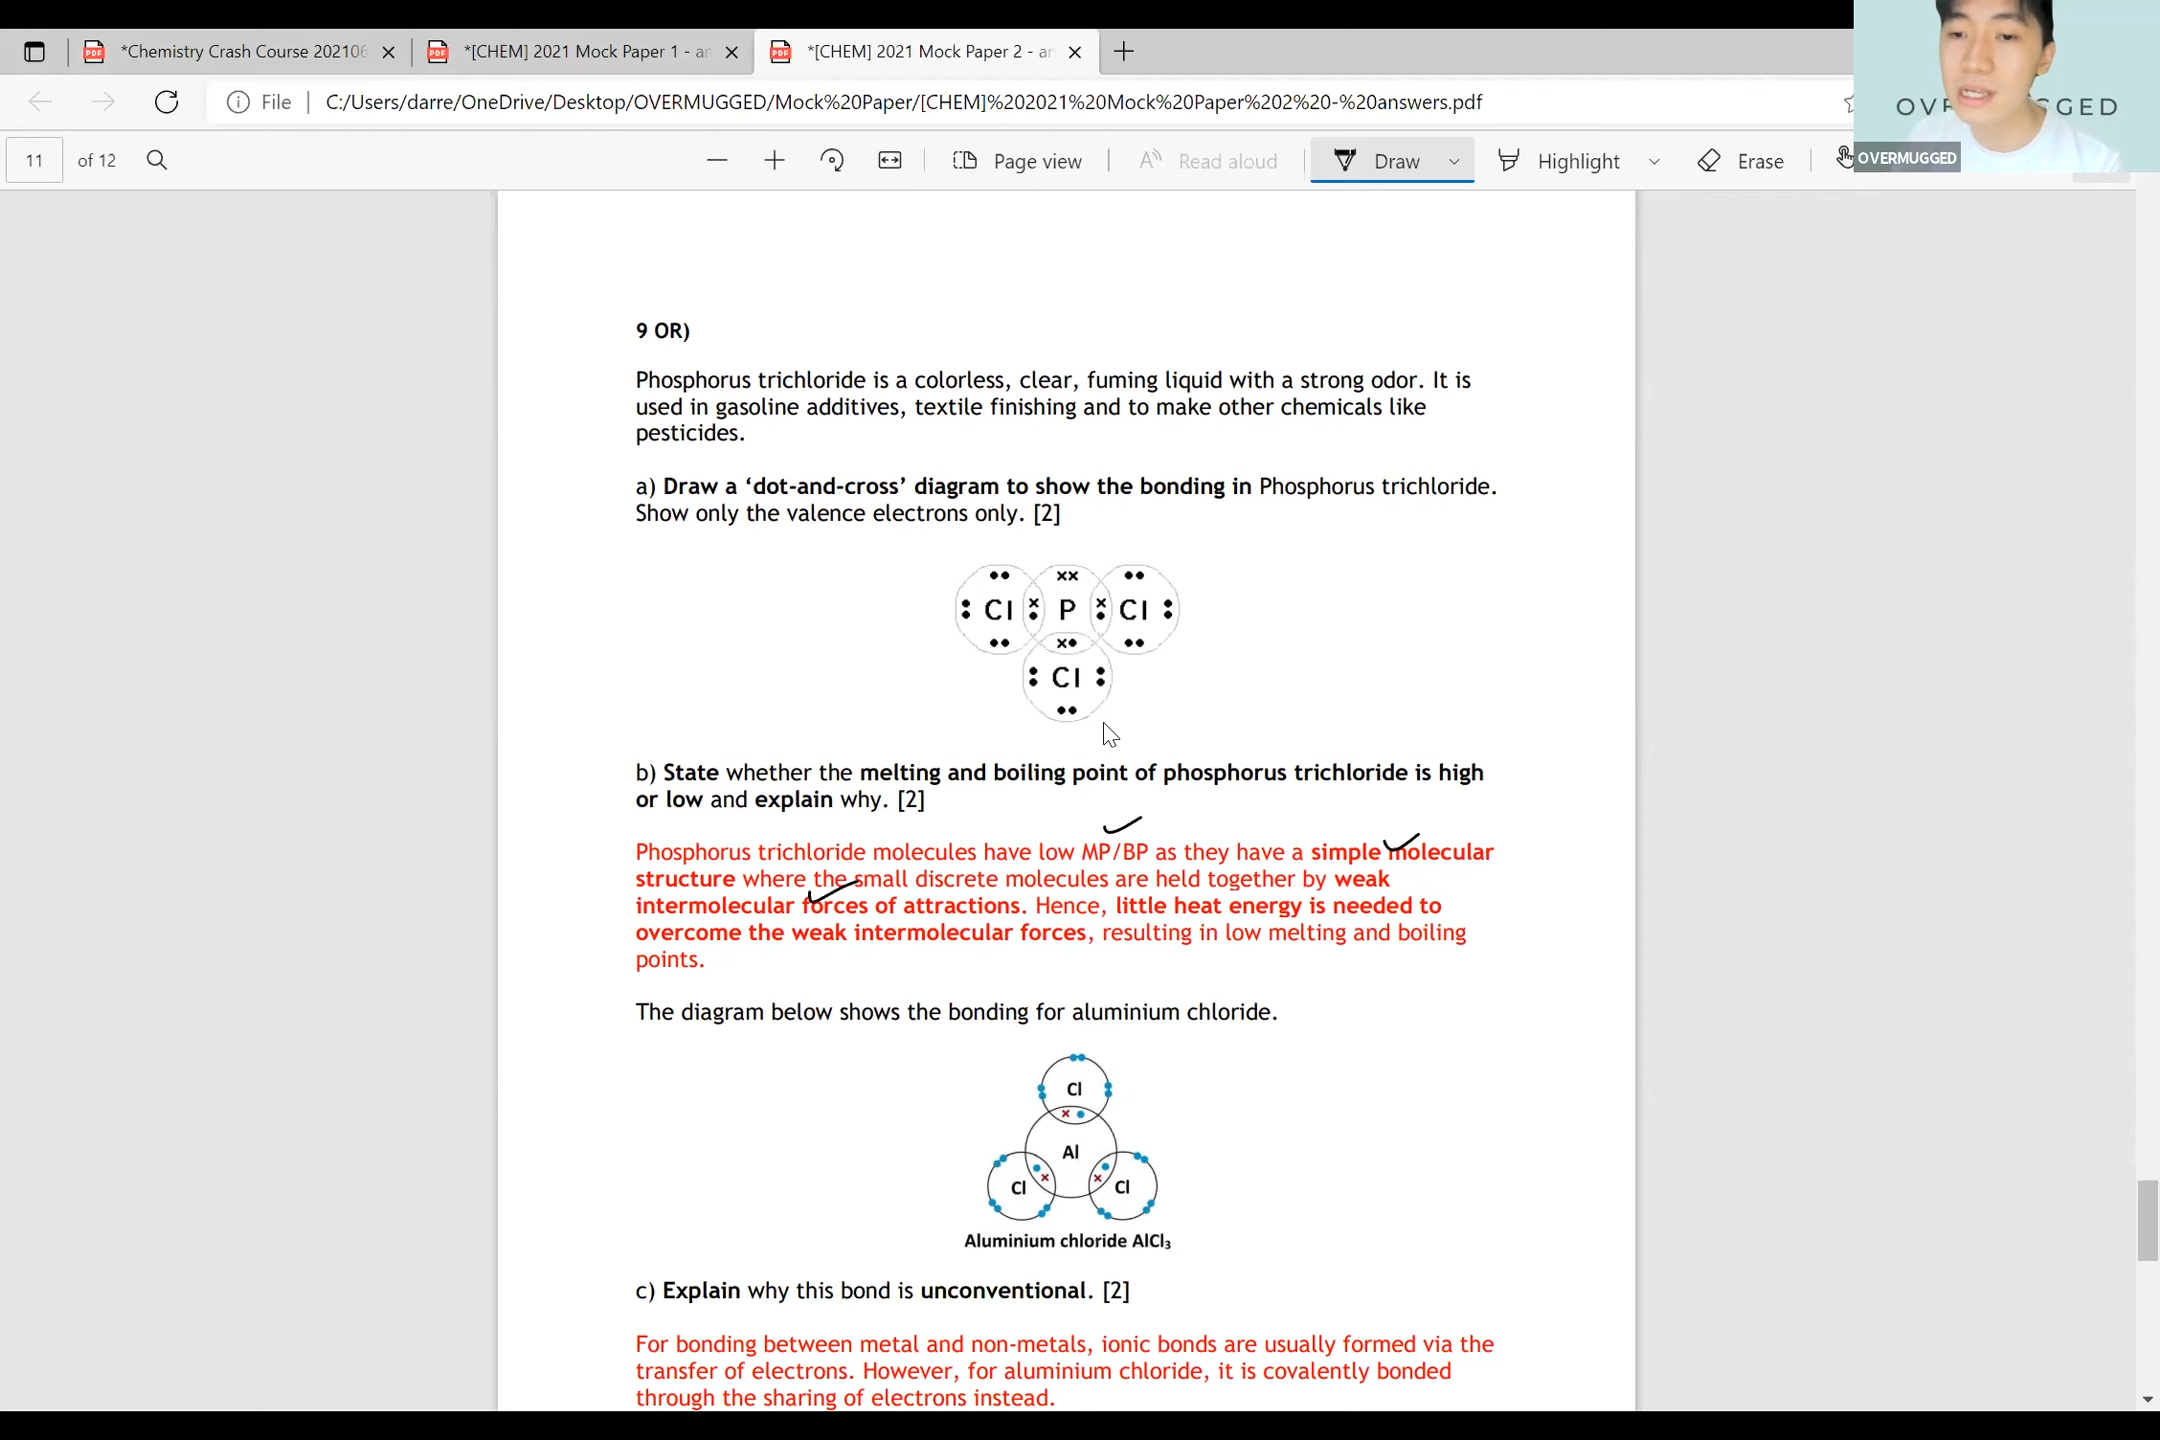 *Chemistry Crash Course 202106
*[CHEM] 2021 Mock Paper 1 - an
*[CHEM] 2021 Mock Paper 2 - an
File
C:/Users/darre/OneDrive/Desktop/OVERMUGGED/Mock%20Paper/[CHEM]%202021%20Mock%20Paper%202%20-%20answers.pdf
OVERMUGGED
11 of 12
Page view
Read aloud
Draw
Highlight
Erase
OVERMUGGED
9 OR)
Phosphorus trichloride is a colorless, clear, fuming liquid with a strong odor. It is
used in gasoline additives, textile finishing and to make other chemicals like
pesticides.
a) Draw a ‘dot-and-cross’ diagram to show the bonding in Phosphorus trichloride.
Show only the valence electrons only. [2]
Cl P Cl
Cl
b) State whether the melting and boiling point of phosphorus trichloride is high
or low and explain why. [2]
Phosphorus trichloride molecules have low MP/BP as they have a simple molecular
structure where the small discrete molecules are held together by weak
intermolecular forces of attractions. Hence, little heat energy is needed to
overcome the weak intermolecular forces, resulting in low melting and boiling
points.
The diagram below shows the bonding for aluminium chloride.
Cl
Al
Cl Cl
Aluminium chloride AlCl₃
c) Explain why this bond is unconventional. [2]
For bonding between metal and non-metals, ionic bonds are usually formed via the
transfer of electrons. However, for aluminium chloride, it is covalently bonded
through the sharing of electrons instead.